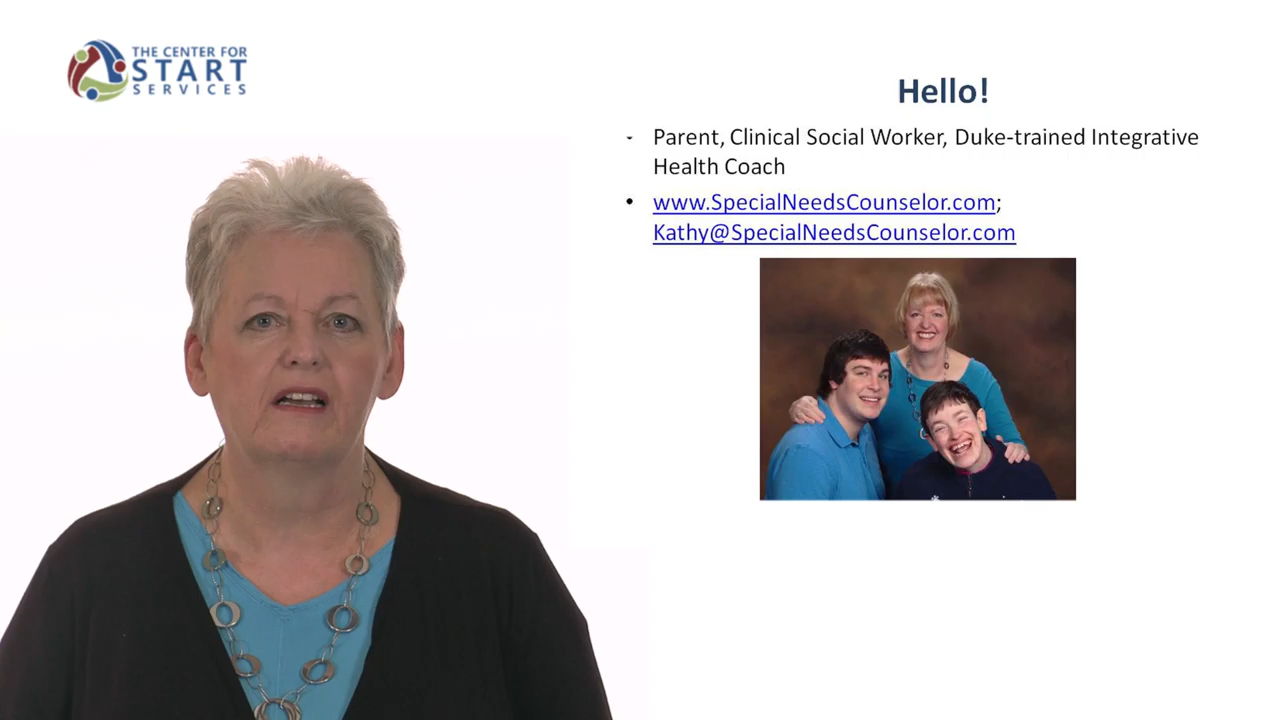 THE CENTER FOR
START
SERVICES
Hello!
- Parent, Clinical Social Worker, Duke-trained Integrative
Health Coach
• www.SpecialNeedsCounselor.com;
Kathy@SpecialNeedsCounselor.com